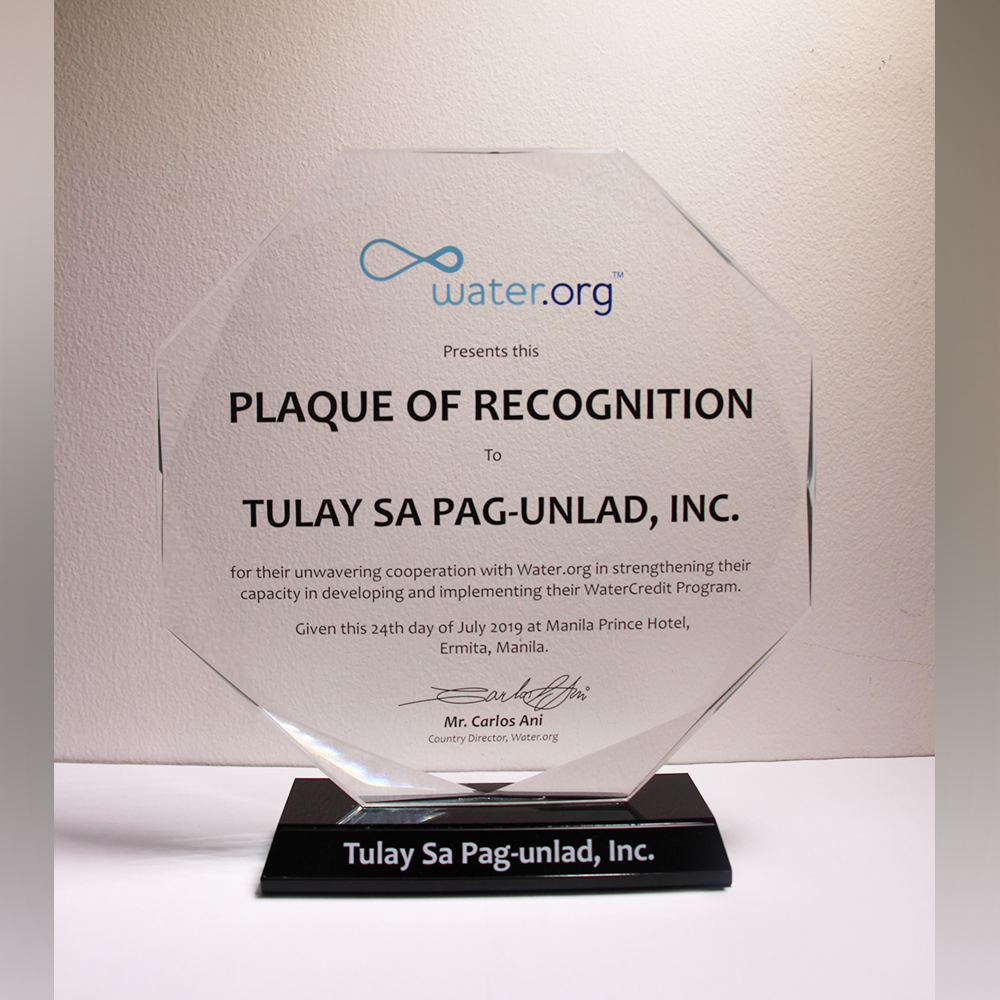 water.org™
Presents this
PLAQUE OF RECOGNITION
To
TULAY SA PAG-UNLAD, INC.
for their unwavering cooperation with Water.org in strengthening their
capacity in developing and implementing their WaterCredit Program.
Given this 24th day of July 2019 at Manila Prince Hotel,
Ermita, Manila.
Carlos Ani
Mr. Carlos Ani
Country Director, Water.org
Tulay Sa Pag-unlad, Inc.